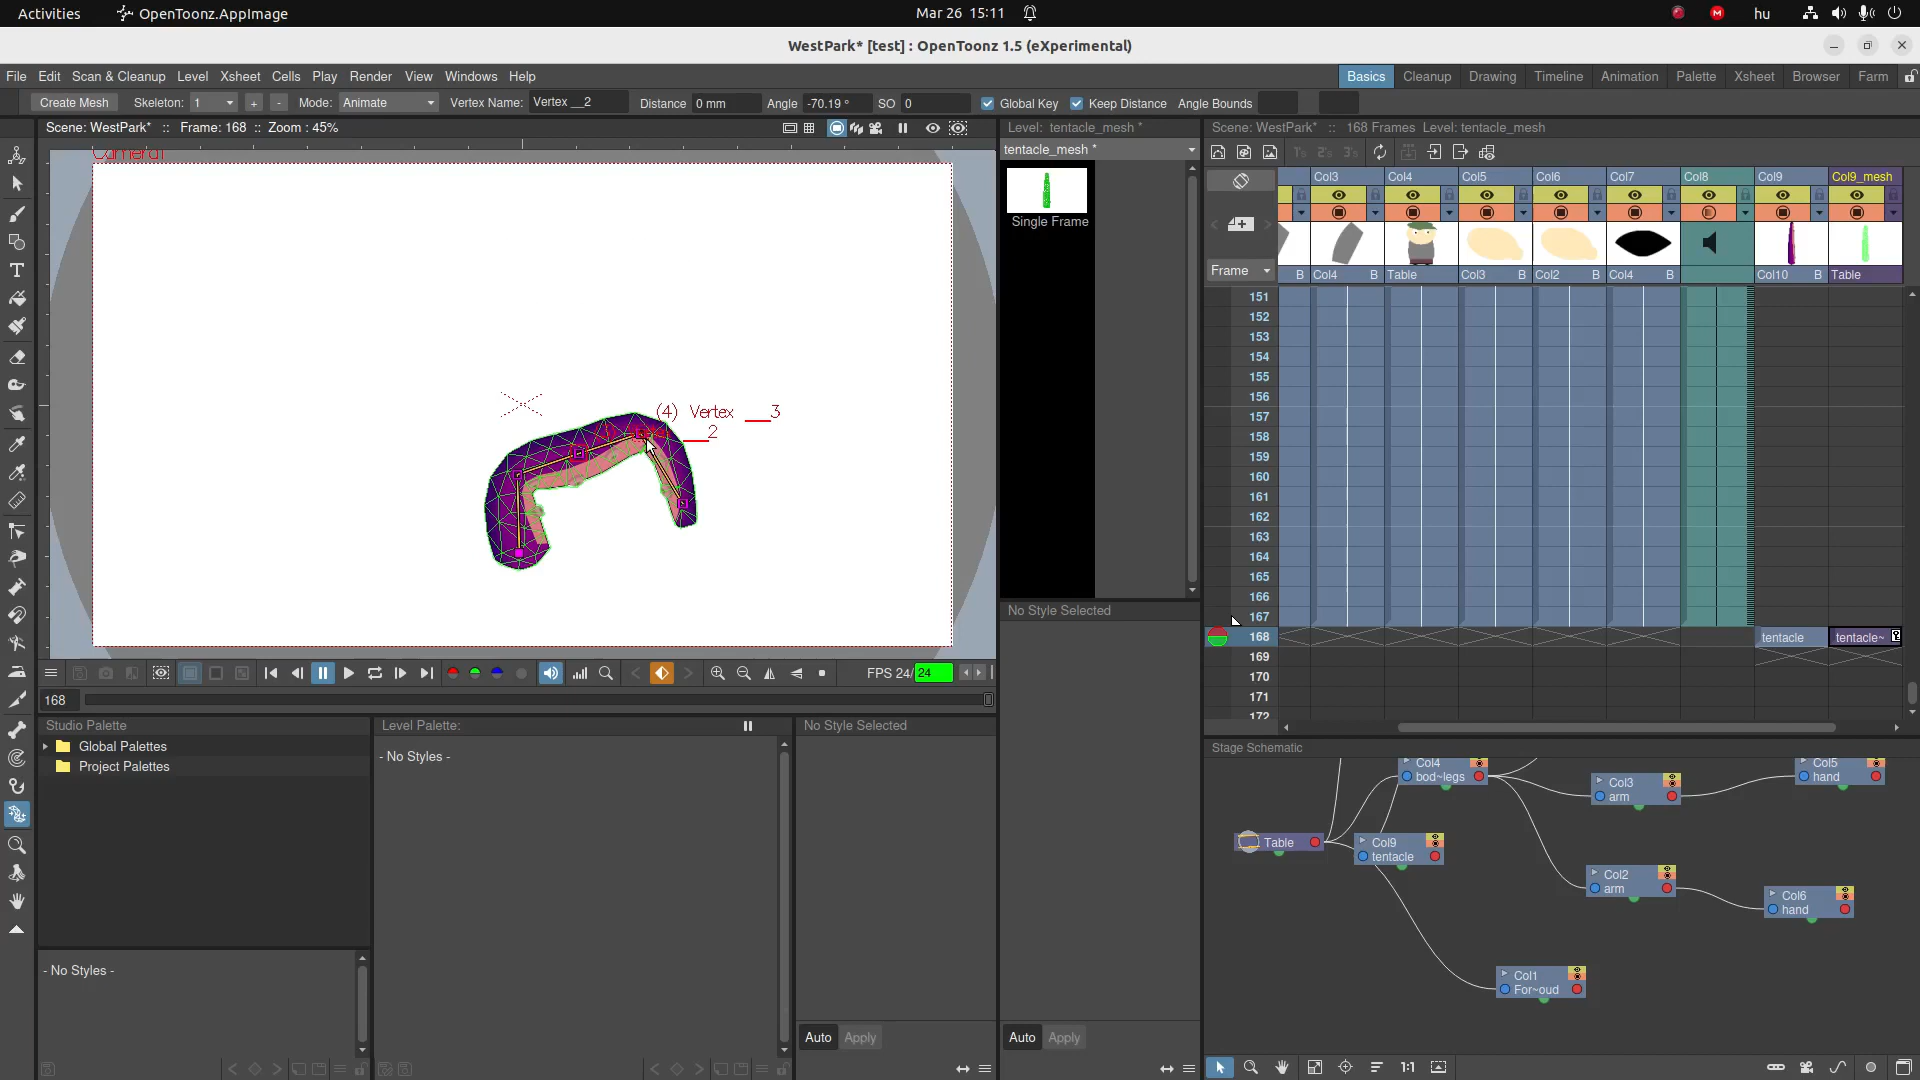 Activities
OpenToonz.AppImage
Mar 26 15:11
hu
WestPark* [test] : OpenToonz 1.5 (eXperimental)
File Edit Scan & Cleanup Level Xsheet Cells Play Render View Windows Help
Basics Cleanup Drawing Timeline Animation Palette Xsheet Browser Farm
Create Mesh Skeleton: 1 + - Mode: Animate Vertex Name: Vertex __2 Distance 0 mm Angle -70.19 ° SO 0 Global Key Keep Distance Angle Bounds
Scene: WestPark* :: Frame: 168 :: Zoom : 45%
Level: tentacle_mesh *
Scene: WestPark* :: 168 Frames Level: tentacle_mesh
tentacle_mesh *
Camera1
1's 2's 3's
Single Frame
(4) Vertex __3
__2
Col3 Col4 Col5 Col6 Col7 Col8 Col9 Col9_mesh
Frame
B Col4 B Table Col3 B Col2 B Col4 B Col10 B Table
151
152
153
154
155
156
157
158
159
160
161
162
163
164
165
166
167
168 tentacle tentacle~
169
170
171
172
FPS 24/ 24
168
No Style Selected
Studio Palette
Global Palettes
Project Palettes
- No Styles -
Level Palette:
- No Styles -
No Style Selected
Auto Apply
Auto Apply
Stage Schematic
Col4
bod~legs
Col3
arm
Col5
hand
Table
Col9
tentacle
Col2
arm
Col6
hand
Col1
For~oud
1:1